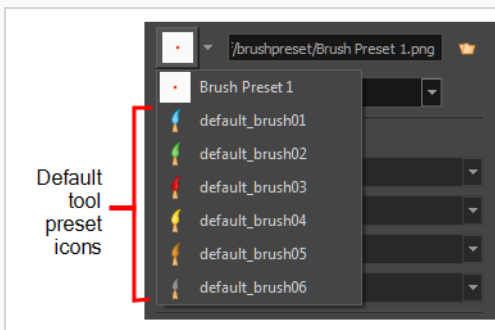 /brushpreset/Brush Preset 1.png
Brush Preset 1
default_brush01
default_brush02
default_brush03
default_brush04
default_brush05
default_brush06
Default
tool
preset
icons